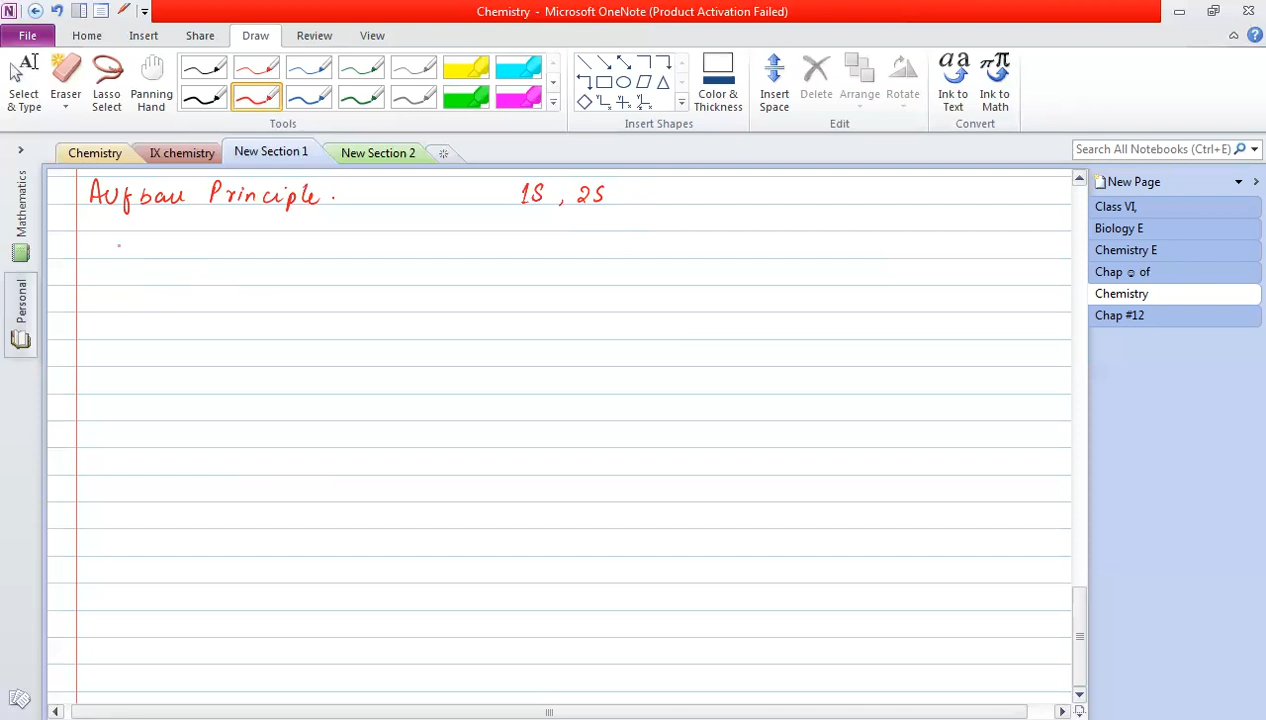 Chemistry - Microsoft OneNote (Product Activation Failed)
File Home Insert Share Draw Review View
Select & Type
Eraser
Lasso Select
Panning Hand
Color & Thickness
Insert Space
Delete
Arrange
Rotate
Ink to Text
Ink to Math
Tools Insert Shapes Edit Convert
Chemistry IX chemistry New Section 1 New Section 2 Search All Notebooks (Ctrl+E)
Mathematics
Personal
Aufbau Principle. 1S , 2S
New Page
Class VI,
Biology E
Chemistry E
Chap ☺ of
Chemistry
Chap #12